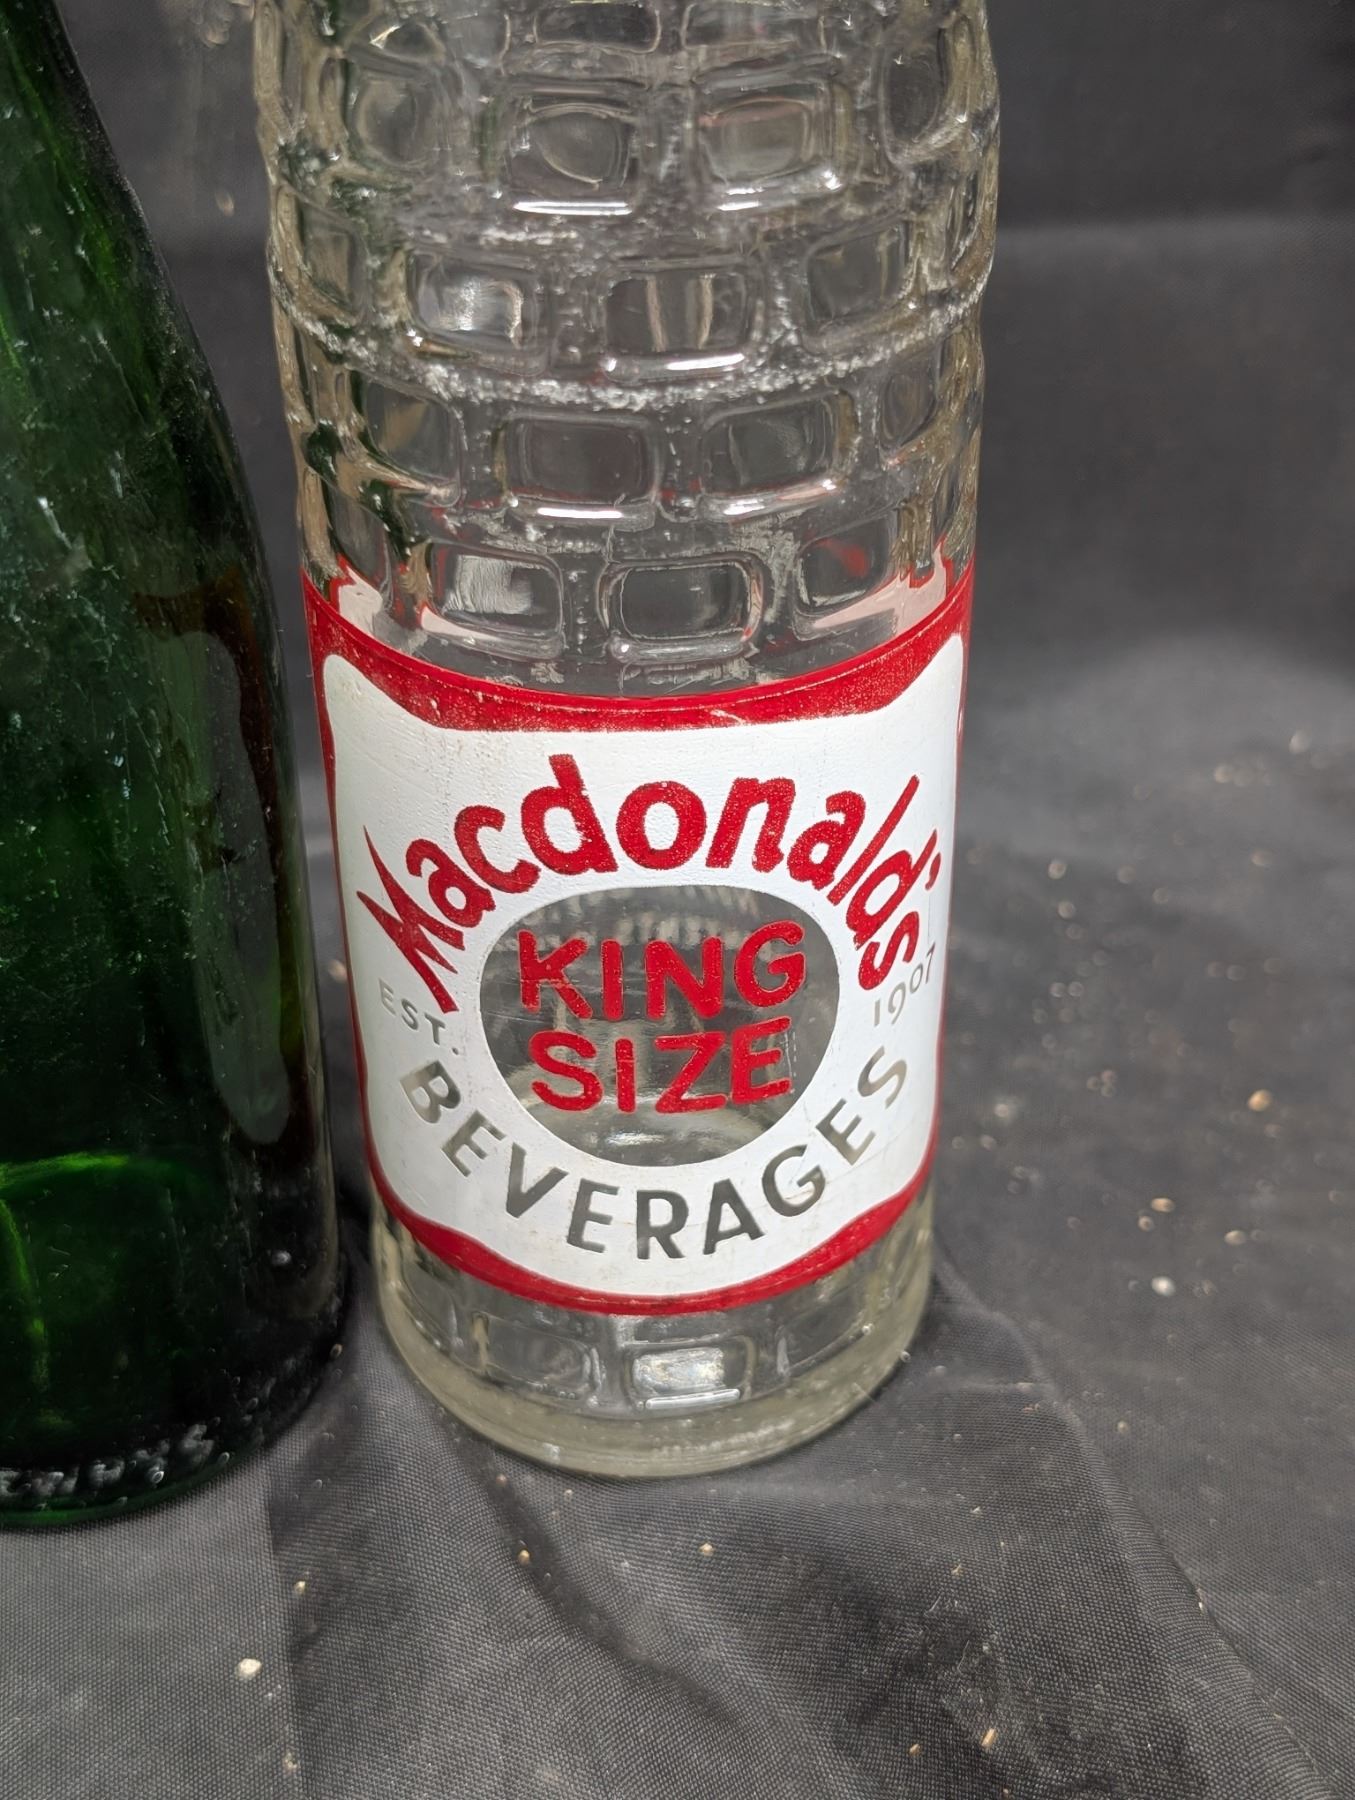 Macdonald's'
KING
SIZE
EST. 1907
BEVERAGES